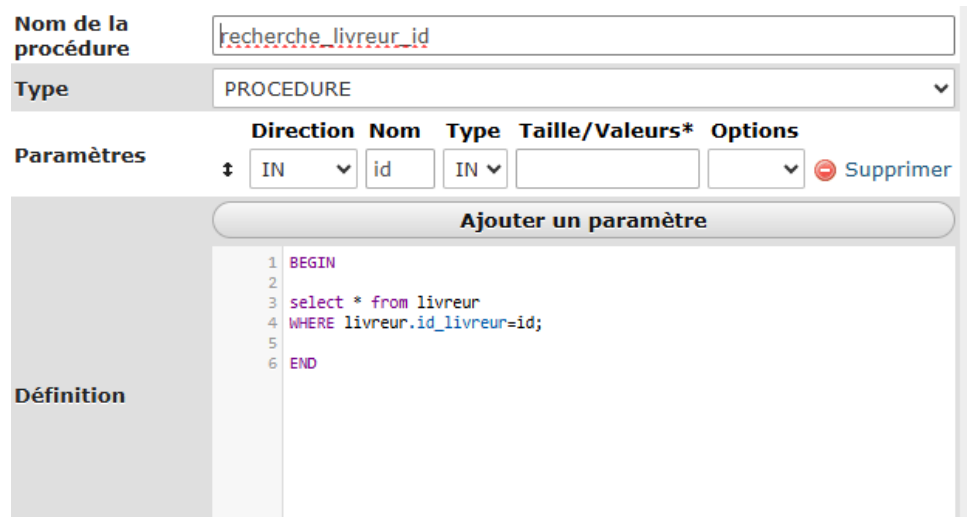 Nom de la
procédure
recherche_livreur_id
Type
PROCEDURE
Paramètres
Direction Nom Type Taille/Valeurs* Options
IN id IN Supprimer
Ajouter un paramètre
Définition
1 BEGIN
2
3 select * from livreur
4 WHERE livreur.id_livreur=id;
5
6 END